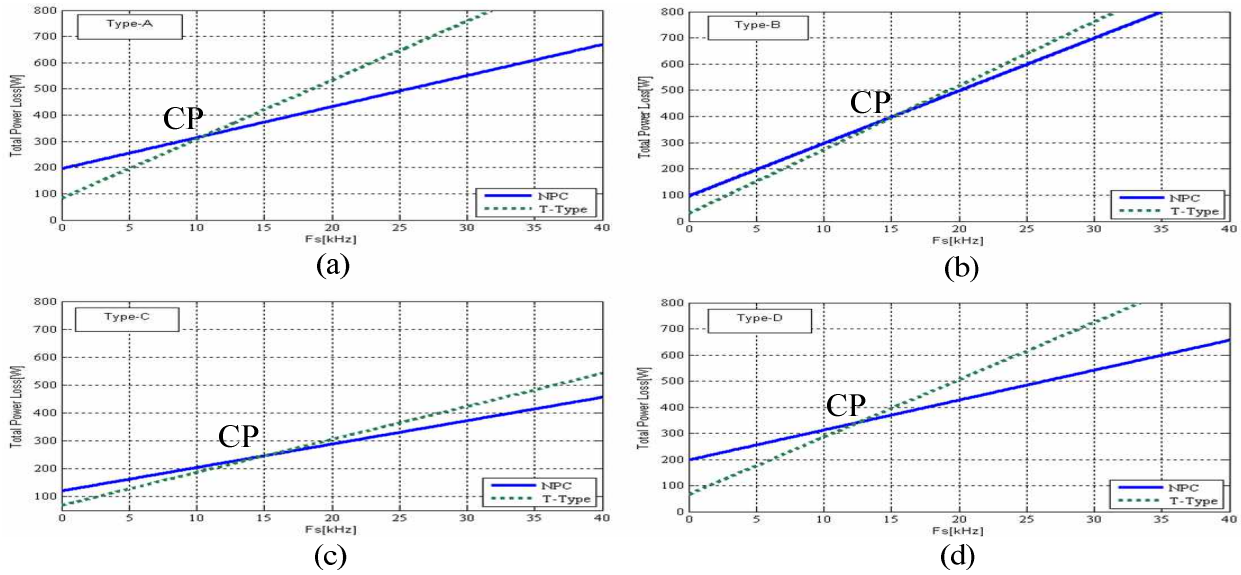 Type-A
Total Power Loss[W]
800
700
600
500
400
300
200
100
0
CP
NPC
T-Type
0 5 10 15 20 25 30 35 40
Fs[kHz]
(a)
Type-B
Total Power Loss[W]
800
700
600
500
400
300
200
100
0
CP
NPC
T-Type
0 5 10 15 20 25 30 35 40
Fs[kHz]
(b)
Type-C
Total Power Loss[W]
800
700
600
500
400
300
200
100
CP
NPC
T-Type
0 5 10 15 20 25 30 35 40
Fs[kHz]
(c)
Type-D
Total Power Loss[W]
800
700
600
500
400
300
200
100
0
CP
NPC
T-Type
0 5 10 15 20 25 30 35 40
Fs[kHz]
(d)